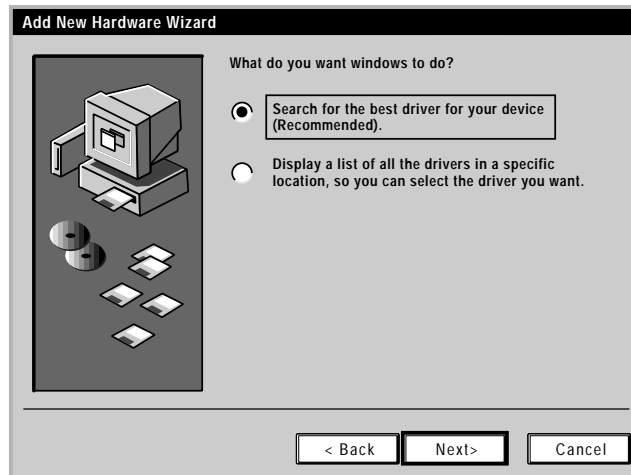 Add New Hardware Wizard
What do you want windows to do?
Search for the best driver for your device
(Recommended).
Display a list of all the drivers in a specific
location, so you can select the driver you want.
< Back
Next>
Cancel